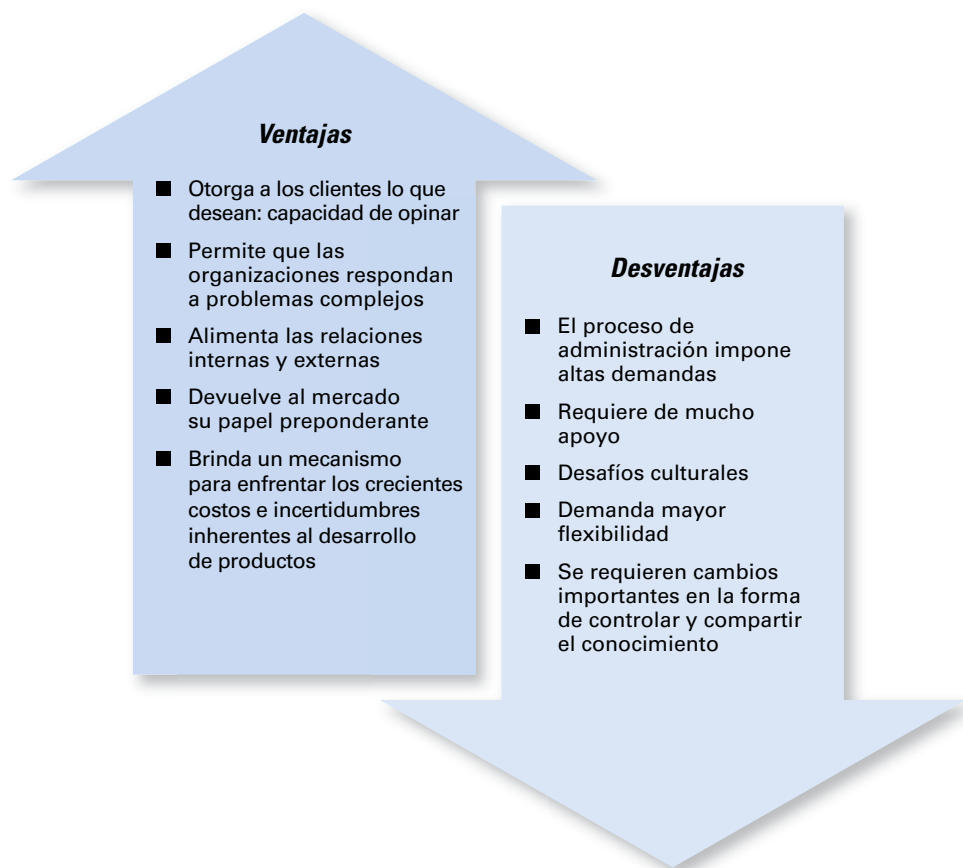 Ventajas
■ Otorga a los clientes lo que
desean: capacidad de opinar
■ Permite que las
organizaciones respondan
a problemas complejos
■ Alimenta las relaciones
internas y externas
■ Devuelve al mercado
su papel preponderante
■ Brinda un mecanismo
para enfrentar los crecientes
costos e incertidumbres
inherentes al desarrollo
de productos
Desventajas
■ El proceso de
administración impone
altas demandas
■ Requiere de mucho
apoyo
■ Desafíos culturales
■ Demanda mayor
flexibilidad
■ Se requieren cambios
importantes en la forma
de controlar y compartir
el conocimiento